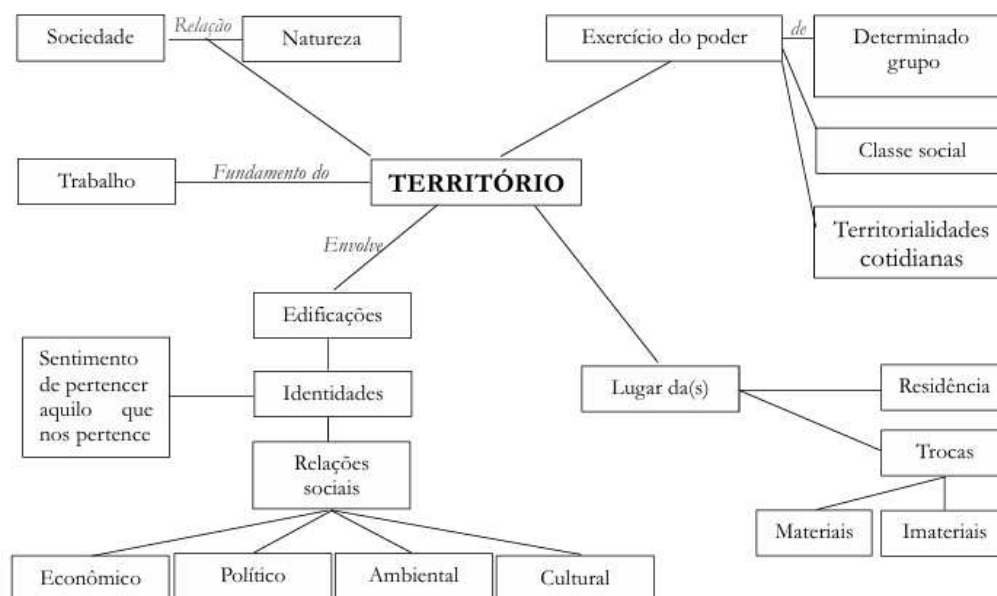 Sociedade
Relação
Natureza
Exercício do poder
de
Determinado
grupo
Classe social
Territorialidades
cotidianas
Trabalho
Fundamento do
TERRITÓRIO
Envolve
Edificações
Sentimento
de pertencer
aquilo que
nos pertence
Identidades
Relações
sociais
Econômico
Político
Ambiental
Cultural
Lugar da(s)
Residência
Trocas
Materiais
Imateriais